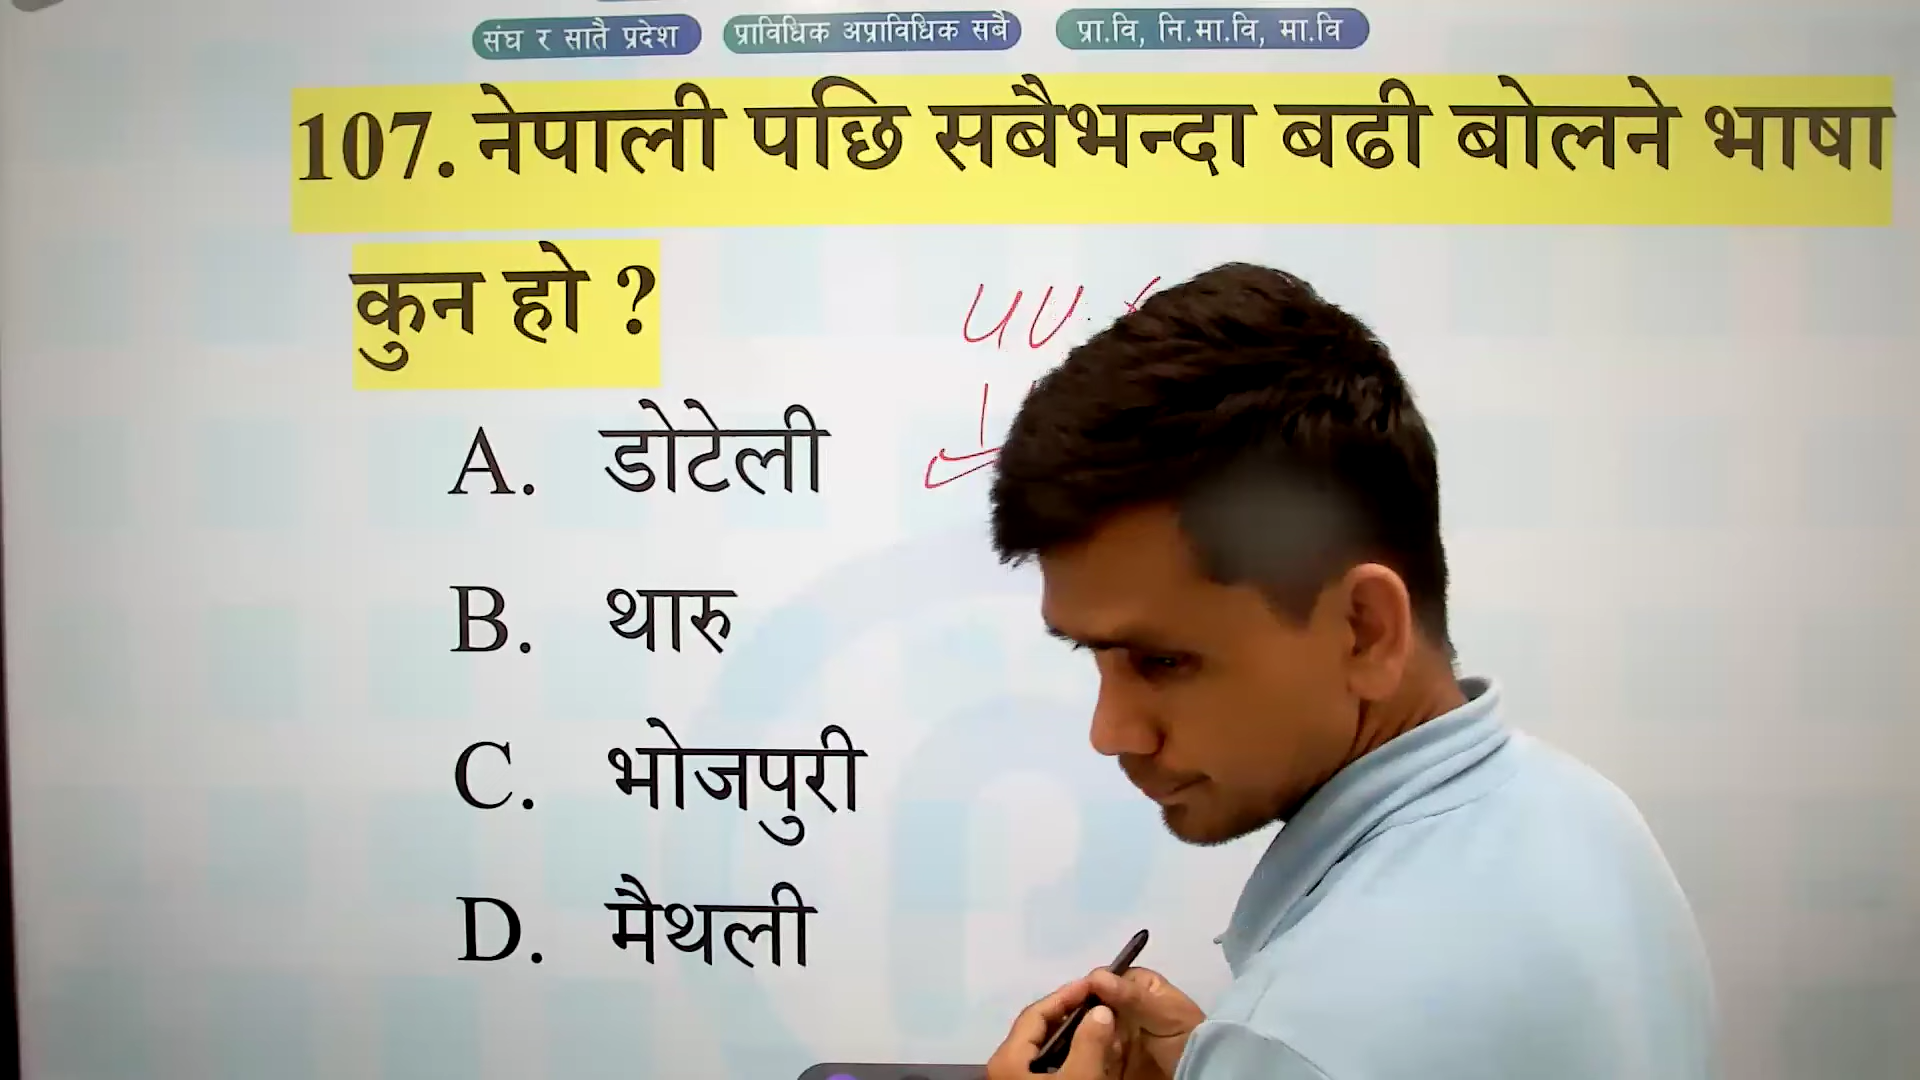 संघ र सातै प्रदेश
प्राविधिक अप्राविधिक सबै
प्रा.वि, नि.मा.वि, मा.वि
107. नेपाली पछि सबैभन्दा बढी बोलने भाषा
कुन हो ?
A. डोटेली
B. थारु
C. भोजपुरी
D. मैथली